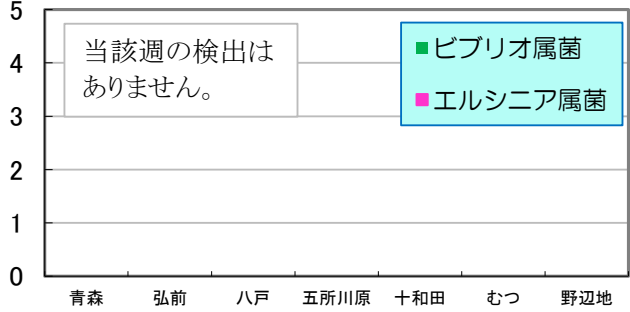 5
4
3
2
1
0
当該週の検出は
ありません。
■ビブリオ属菌
■エルシニア属菌
青森 弘前 八戸 五所川原 十和田 むつ 野辺地